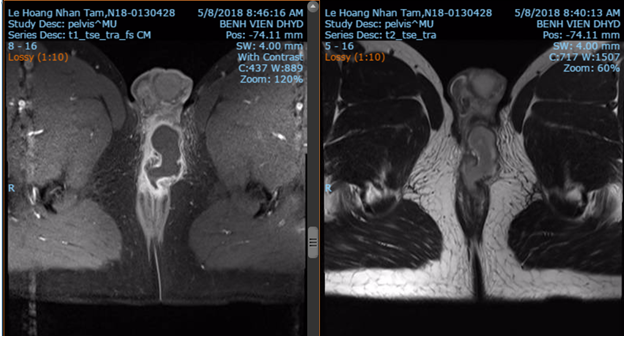 Le Hoang Nhan Tam,N18-0130428
Study Desc: pelvis^MU
Series Desc: t1_tse_tra_fs CM
8 - 16
Lossy (1:10)
5/8/2018 8:46:16 AM
BENH VIEN DHYD
Pos: -74.11 mm
SW: 4.00 mm
With Contrast
C:437 W:889
Zoom: 120%
R
Le Hoang Nhan Tam,N18-0130428
Study Desc: pelvis^MU
Series Desc: t2_tse_tra
5 - 16
Lossy (1:10)
5/8/2018 8:40:13 AM
BENH VIEN DHYD
Pos: -74.11 mm
SW: 4.00 mm
C:717 W:1507
Zoom: 60%
R